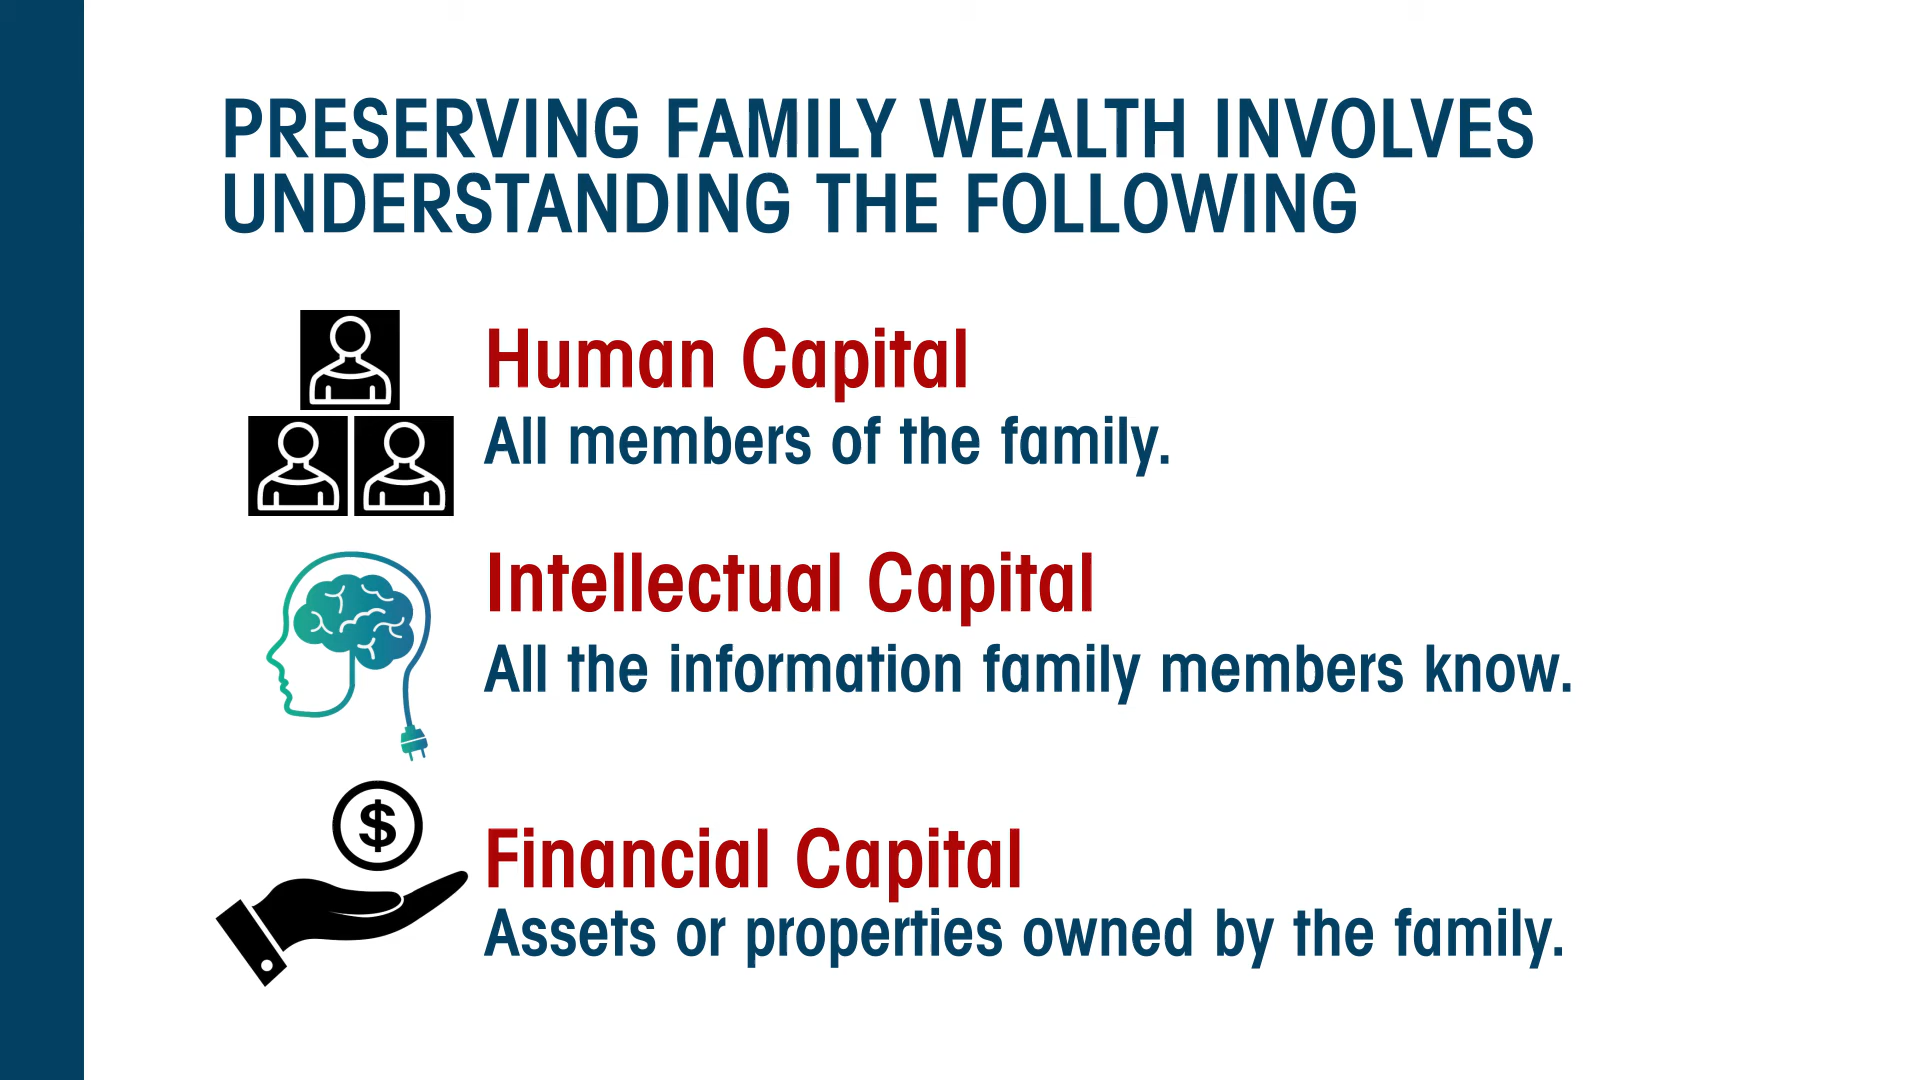 PRESERVING FAMILY WEALTH INVOLVES
UNDERSTANDING THE FOLLOWING
Human Capital
All members of the family.
Intellectual Capital
All the information family members know.
$
Financial Capital
Assets or properties owned by the family.